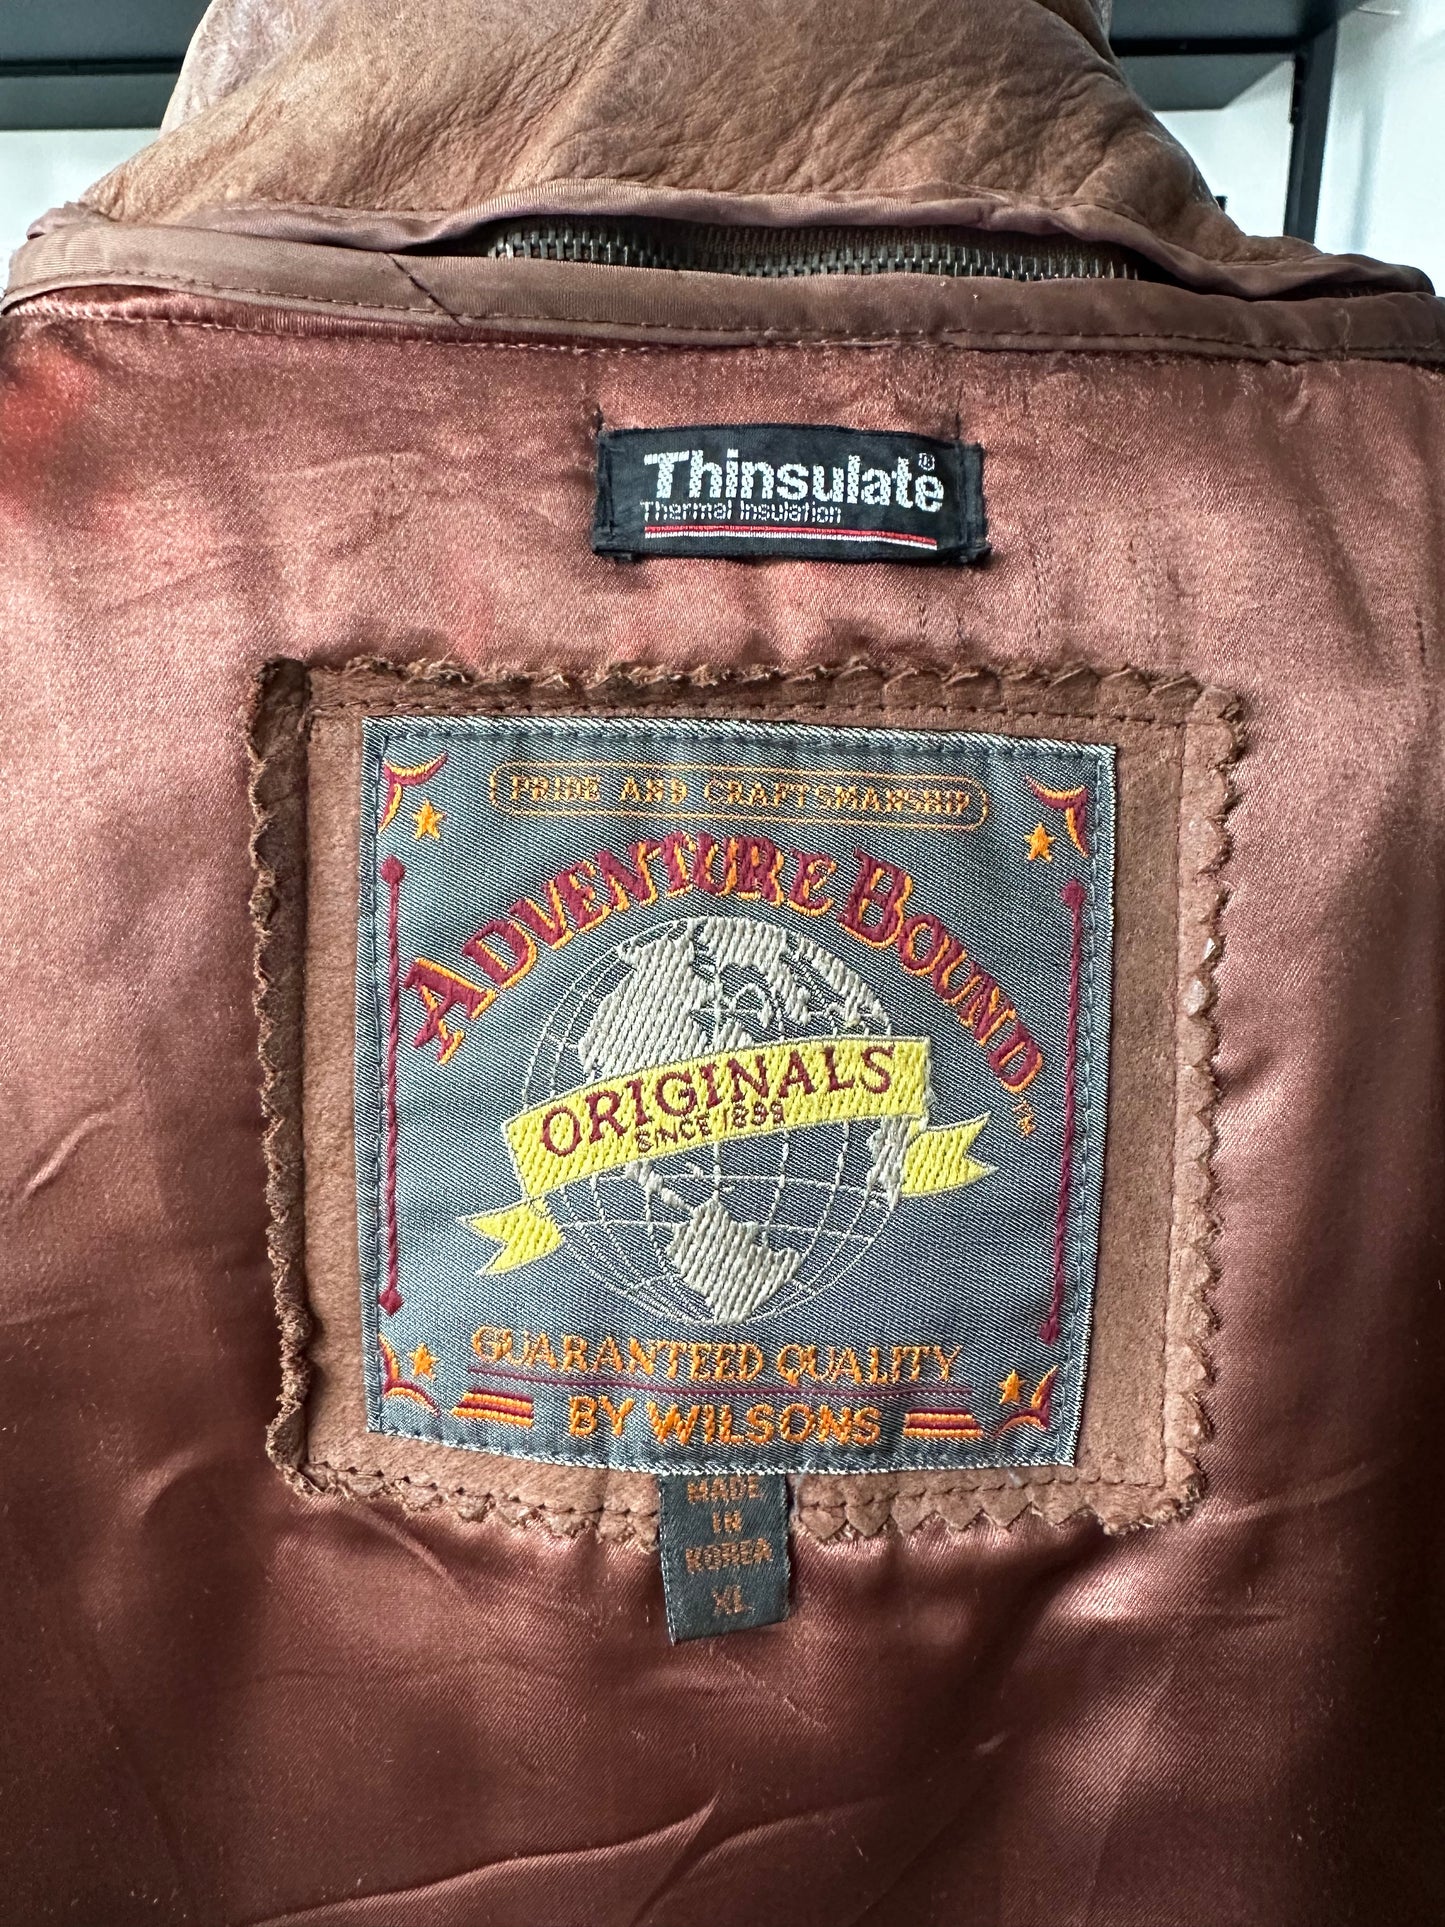 Thinsulate®
Thermal Insulation
PRIDE AND CRAFTSMANSHIP
ADVENTURE BOUND™
ORIGINALS
SINCE 1899
GUARANTEED QUALITY
BY WILSONS
MADE
IN
KOREA
XL